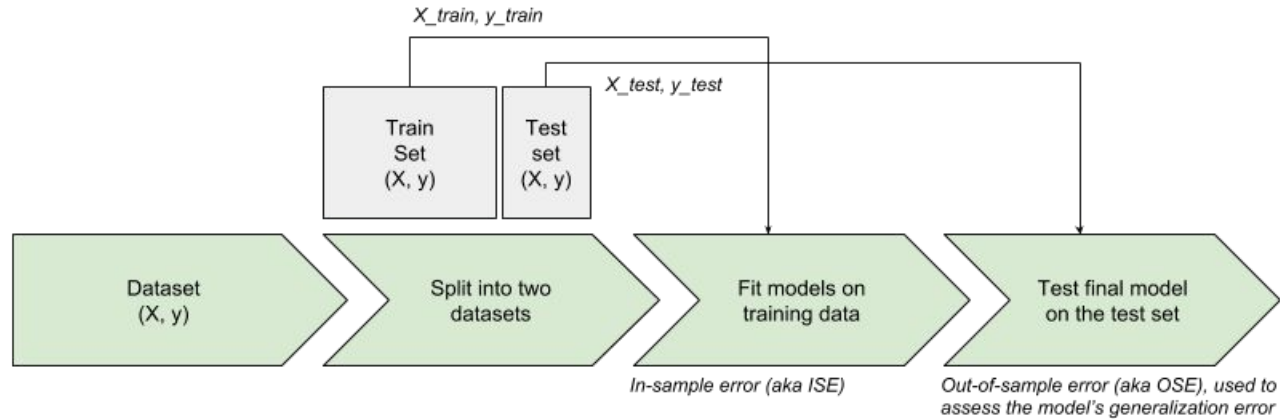 X_train, y_train
X_test, y_test
Train
Set
(X, y)
Test
set
(X, y)
Dataset
(X, y)
Split into two
datasets
Fit models on
training data
Test final model
on the test set
In-sample error (aka ISE)
Out-of-sample error (aka OSE), used to
assess the model's generalization error